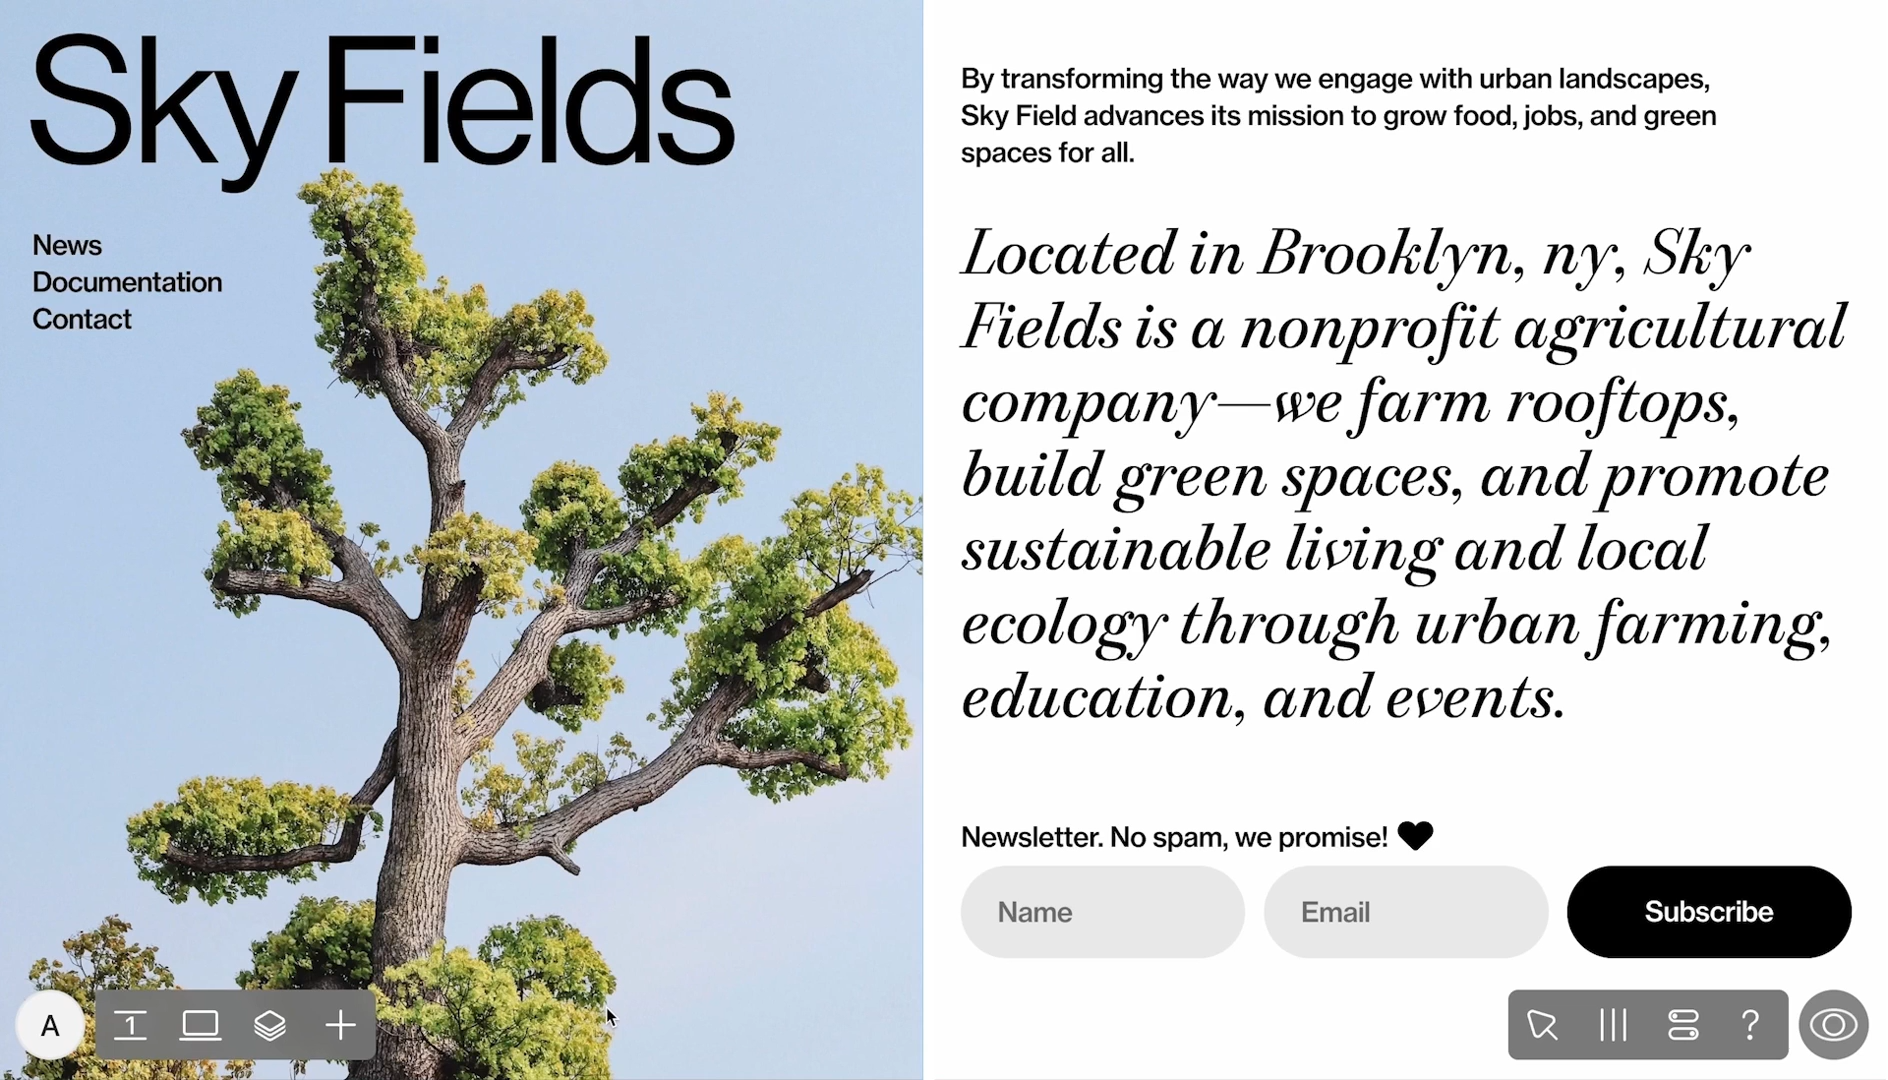 Sky Fields
News
Documentation
Contact
By transforming the way we engage with urban landscapes,
Sky Field advances its mission to grow food, jobs, and green
spaces for all.
Located in Brooklyn, ny, Sky
Fields is a nonprofit agricultural
company—we farm rooftops,
build green spaces, and promote
sustainable living and local
ecology through urban farming,
education, and events.
Newsletter. No spam, we promise! 🖤
Name
Email
Subscribe
A
1
?